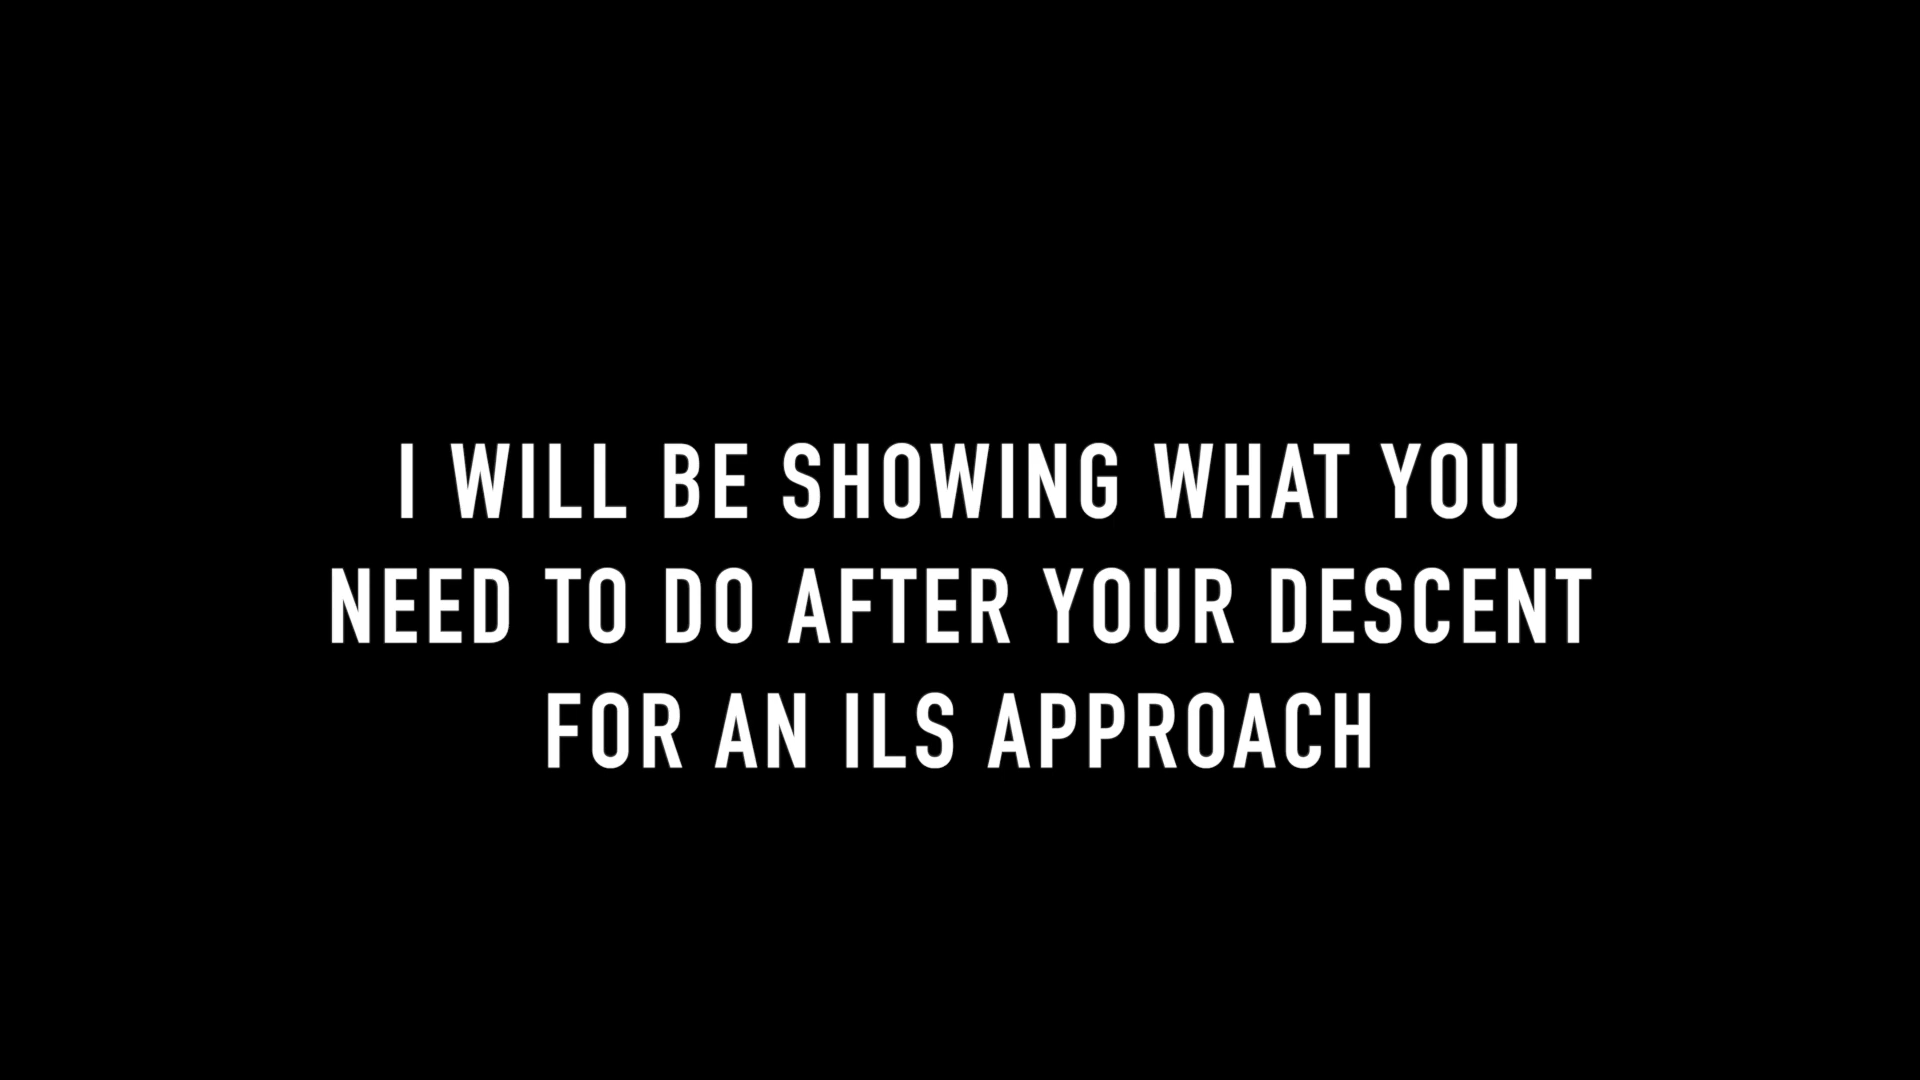 I WILL BE SHOWING WHAT YOU
NEED TO DO AFTER YOUR DESCENT
FOR AN ILS APPROACH